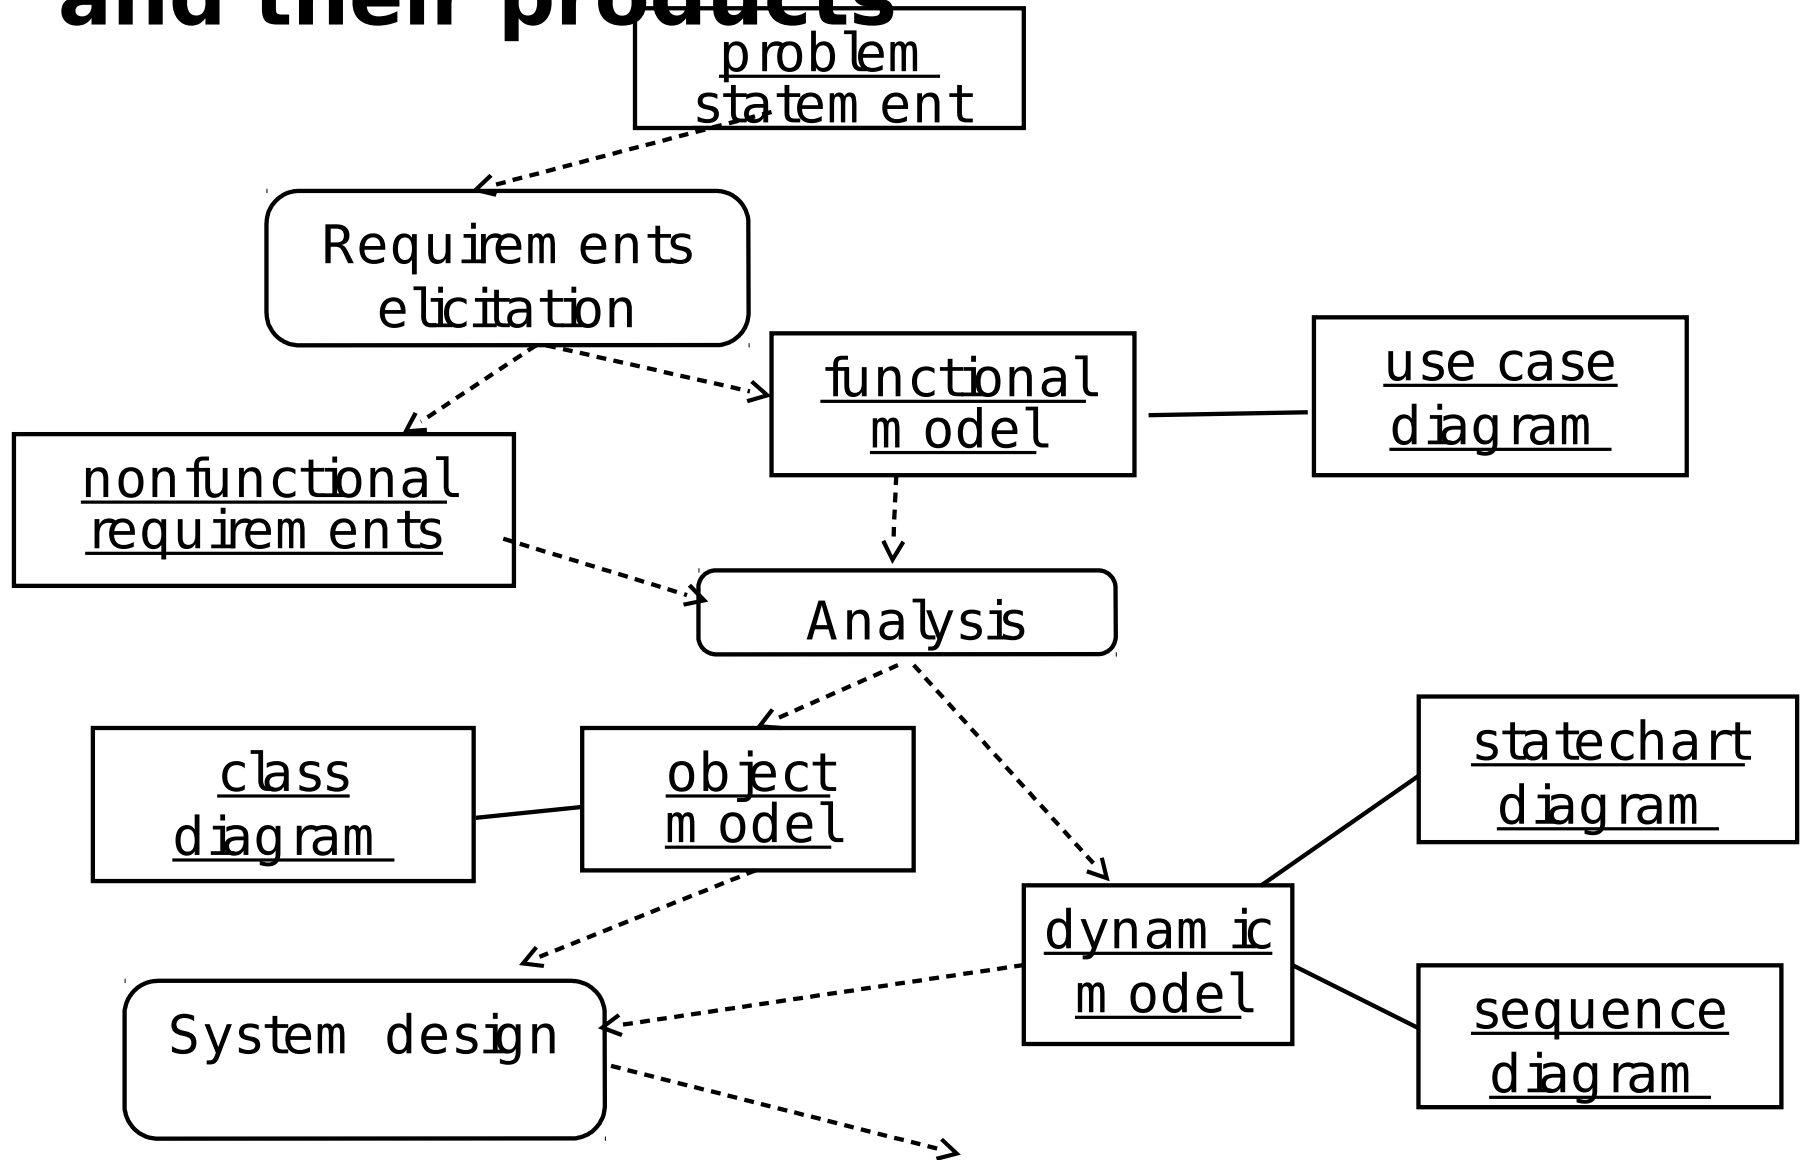 and their products
problem
statement
Requirements
elicitation
functional
model
use case
diagram
nonfunctional
requirements
Analysis
class
diagram
object
model
statechart
diagram
dynamic
model
System design
sequence
diagram